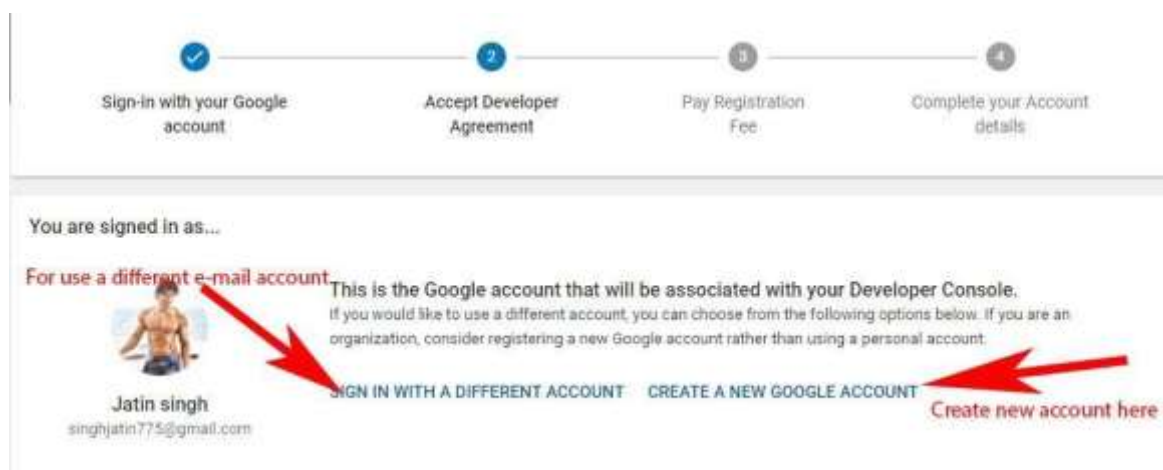 2
3
4
Sign-in with your Google
account
Accept Developer
Agreement
Pay Registration
Fee
Complete your Account
details
You are signed in as...
For use a different e-mail account
This is the Google account that will be associated with your Developer Console.
If you would like to use a different account, you can choose from the following options below. If you are an
organization, consider registering a new Google account rather than using a personal account.
SIGN IN WITH A DIFFERENT ACCOUNT
CREATE A NEW GOOGLE ACCOUNT
Create new account here
Jatin singh
singhjatin775@gmail.com